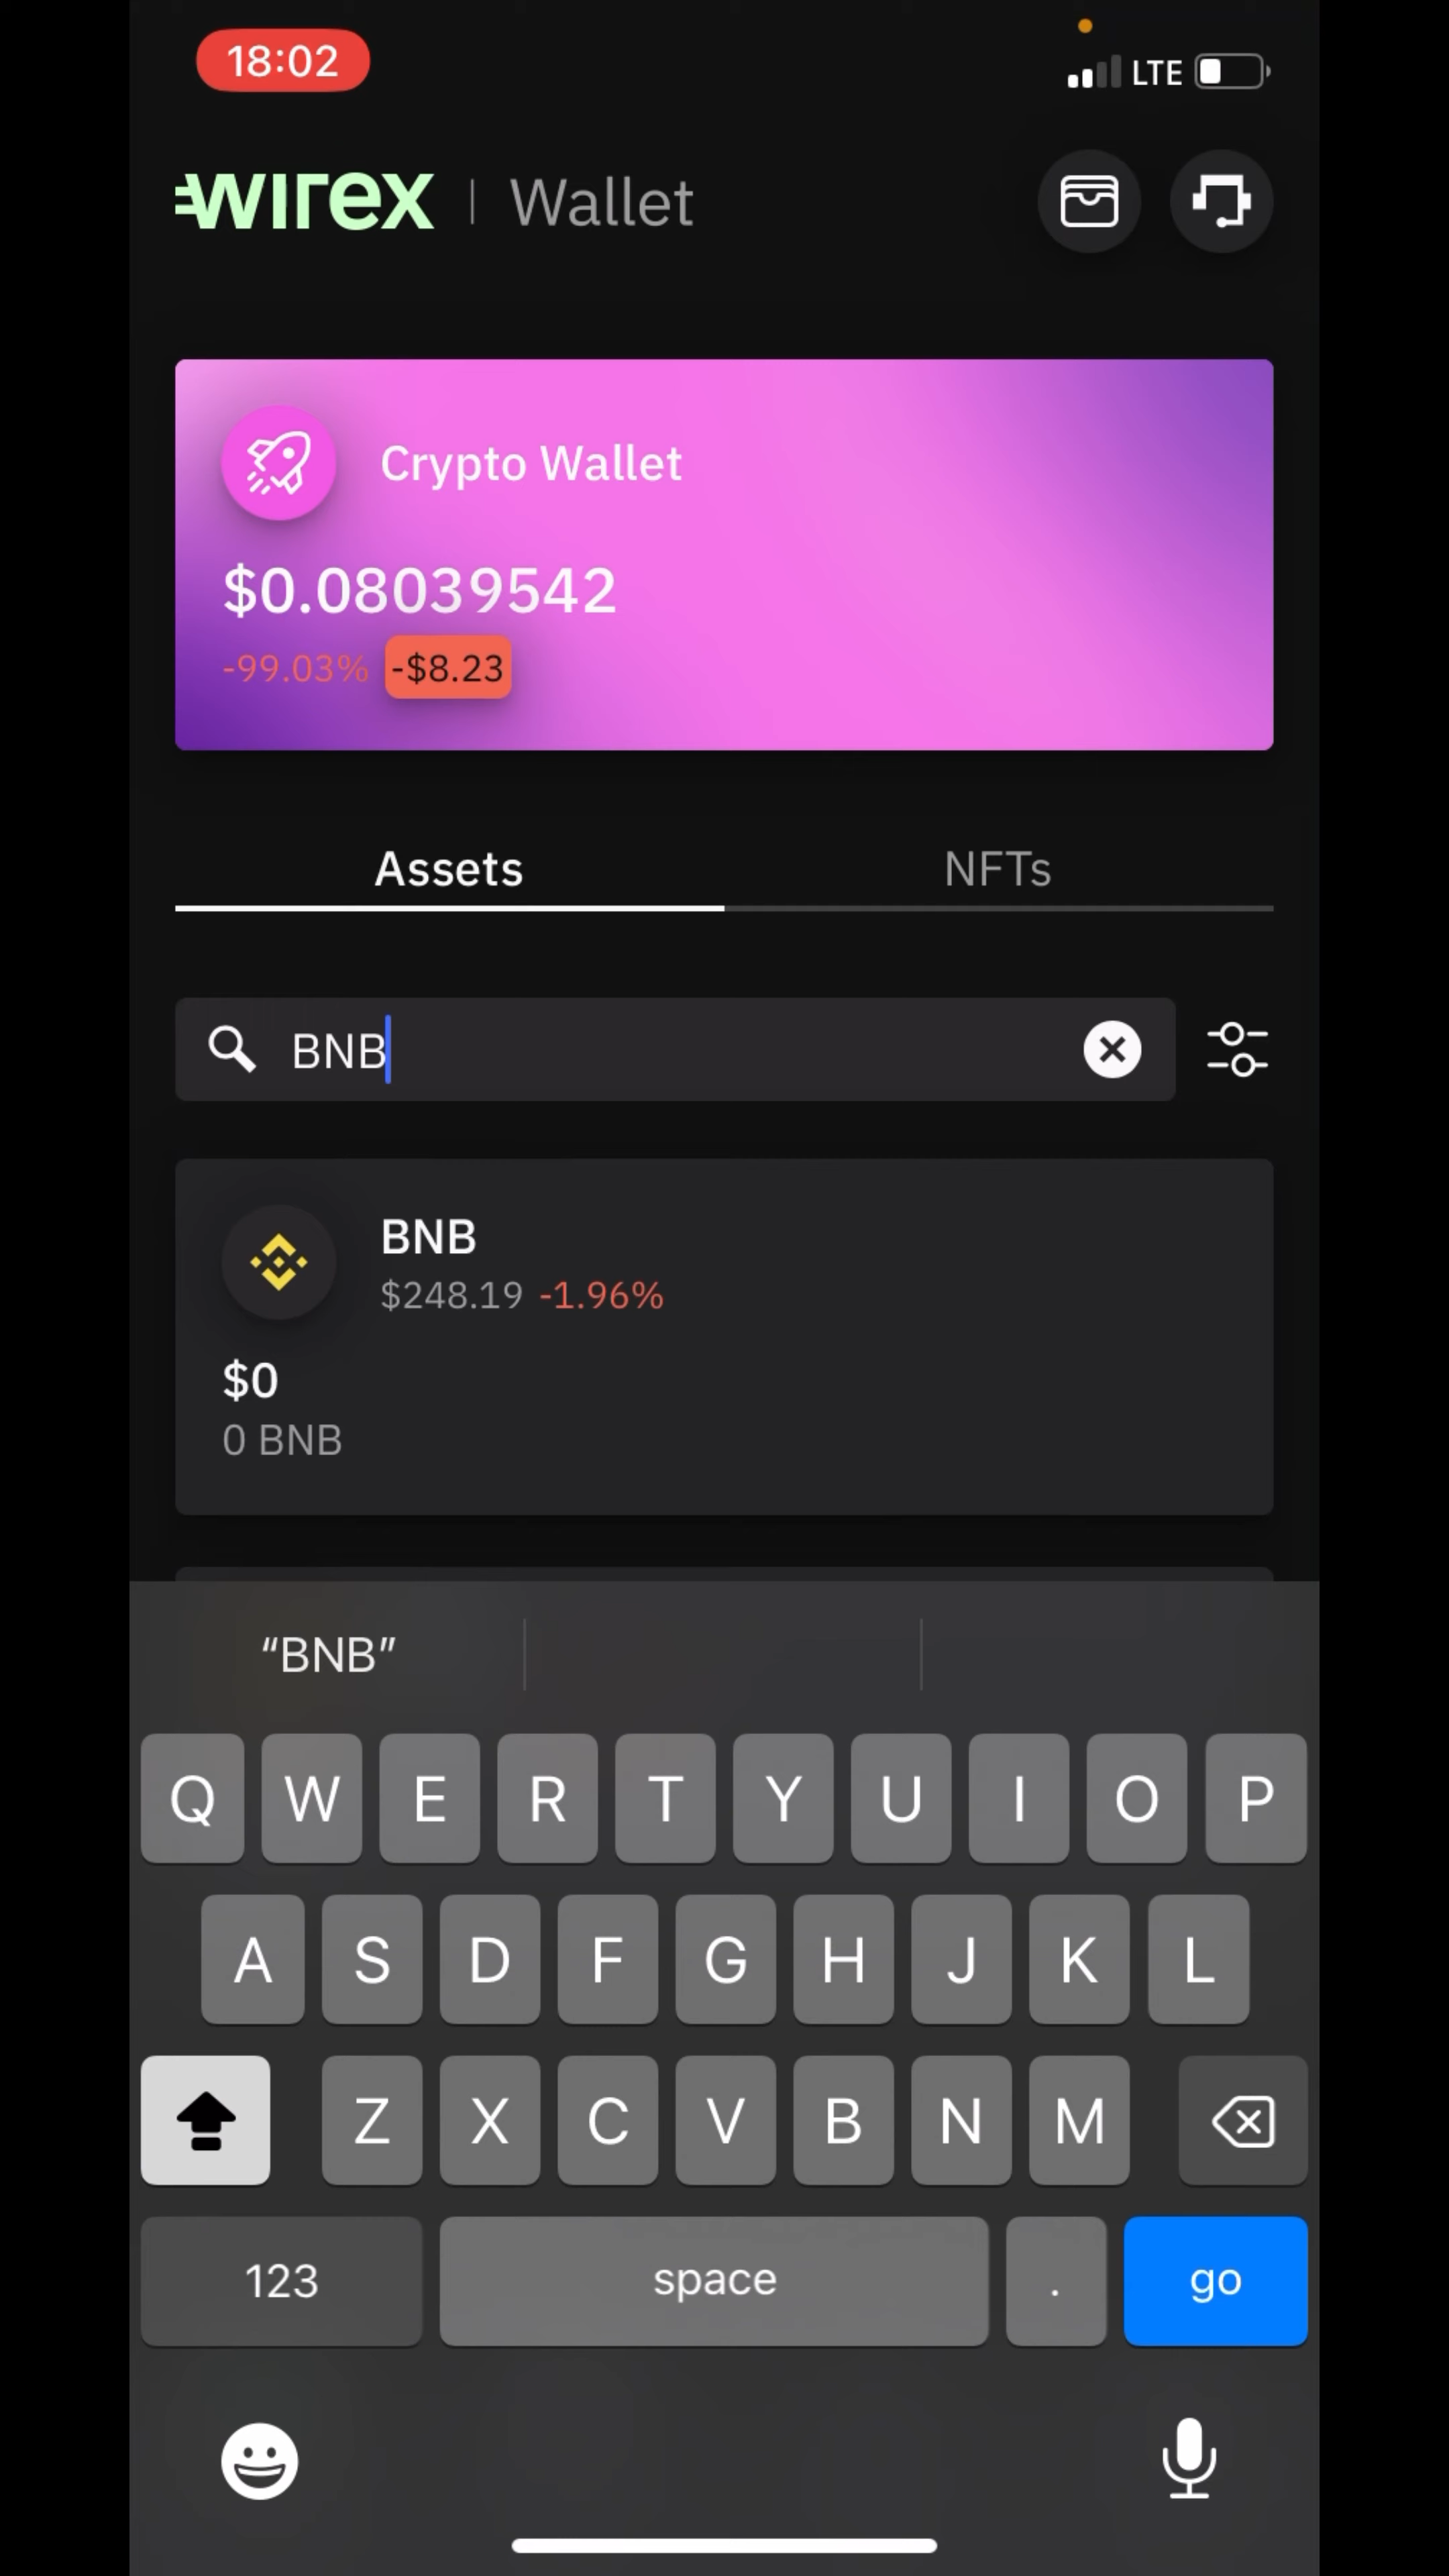 18:02
LTE
wirex | Wallet
Crypto Wallet
$0.08039542
-99.03% -$8.23
Assets NFTs
BNB
BNB
$248.19 -1.96%
$0
0 BNB
“BNB”
Q W E R T Y U I O P
A S D F G H J K L
Z X C V B N M
123 space . go